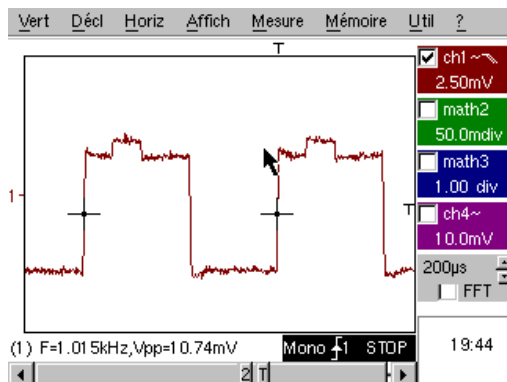 Vert Décl Horiz Affich Mesure Mémoire Util ?
T
ch1 ~
2.50mV
math2
50.0mdiv
math3
1.00 div
ch4~
10.0mV
1
T
200µs
FFT
(1) F=1.015kHz,Vpp=10.74mV Mono 1 STOP
19:44
2 T